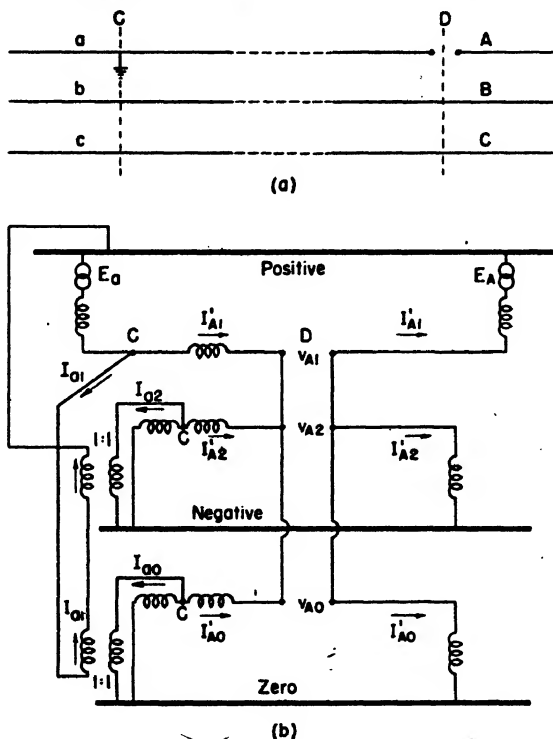 C D
a A
b B
c C
(a)
Ea Positive EA
C I'A1 D I'A1
vA1
Ia1
Ia2
1:1 C I'A2 vA2 I'A2
Negative
Ia0
Ia1 C I'A0 vA0 I'A0
1:1
Zero
(b)